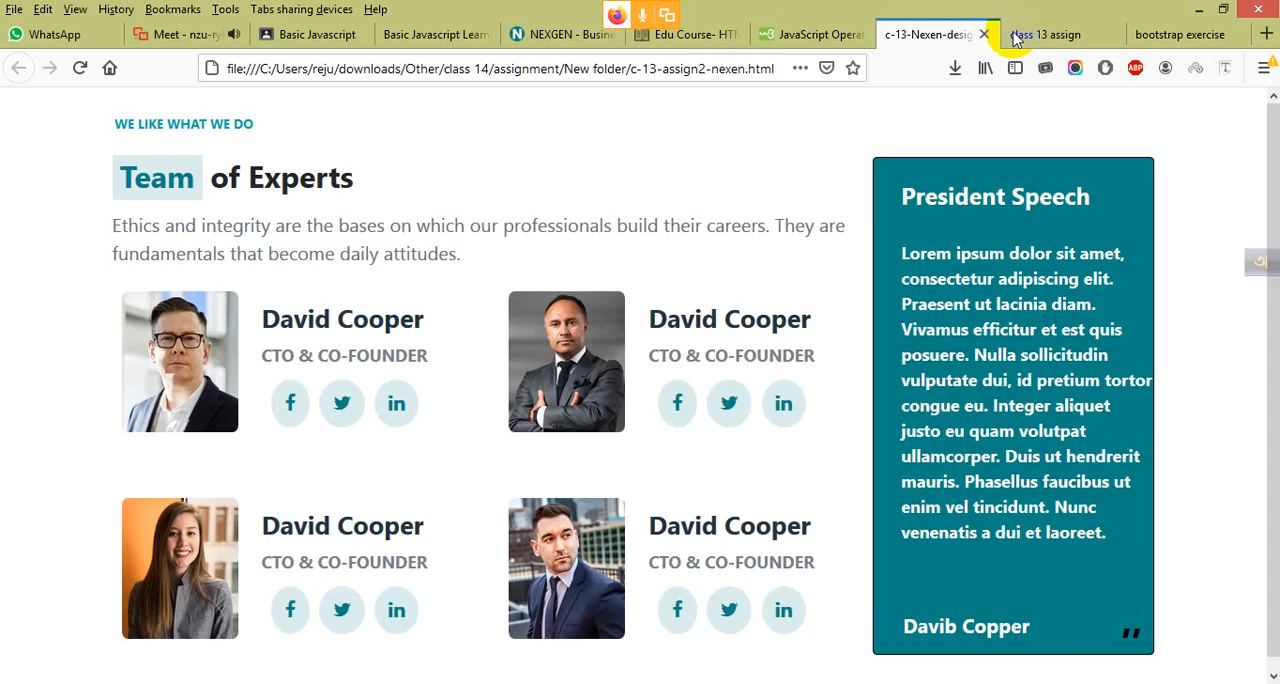 File Edit View History Bookmarks Tools Tabs sharing devices Help
WhatsApp
Meet - nzu-ry
Basic Javascript
Basic Javascript Lear
NEXGEN - Busine
Edu Course- HTM
JavaScript Operat
c-13-Nexen-desig
class 13 assign
bootstrap exercise
file:///C:/Users/reju/downloads/Other/class 14/assignment/New folder/c-13-assign2-nexen.html
ABP
WE LIKE WHAT WE DO
Team of Experts
Ethics and integrity are the bases on which our professionals build their careers. They are
fundamentals that become daily attitudes.
David Cooper
CTO & CO-FOUNDER
David Cooper
CTO & CO-FOUNDER
David Cooper
CTO & CO-FOUNDER
David Cooper
CTO & CO-FOUNDER
President Speech
Lorem ipsum dolor sit amet,
consectetur adipiscing elit.
Praesent ut lacinia diam.
Vivamus efficitur et est quis
posuere. Nulla sollicitudin
vulputate dui, id pretium tortor
congue eu. Integer aliquet
justo eu quam volutpat
ullamcorper. Duis ut hendrerit
mauris. Phasellus faucibus ut
enim vel tincidunt. Nunc
venenatis a dui et laoreet.
Davib Copper
"